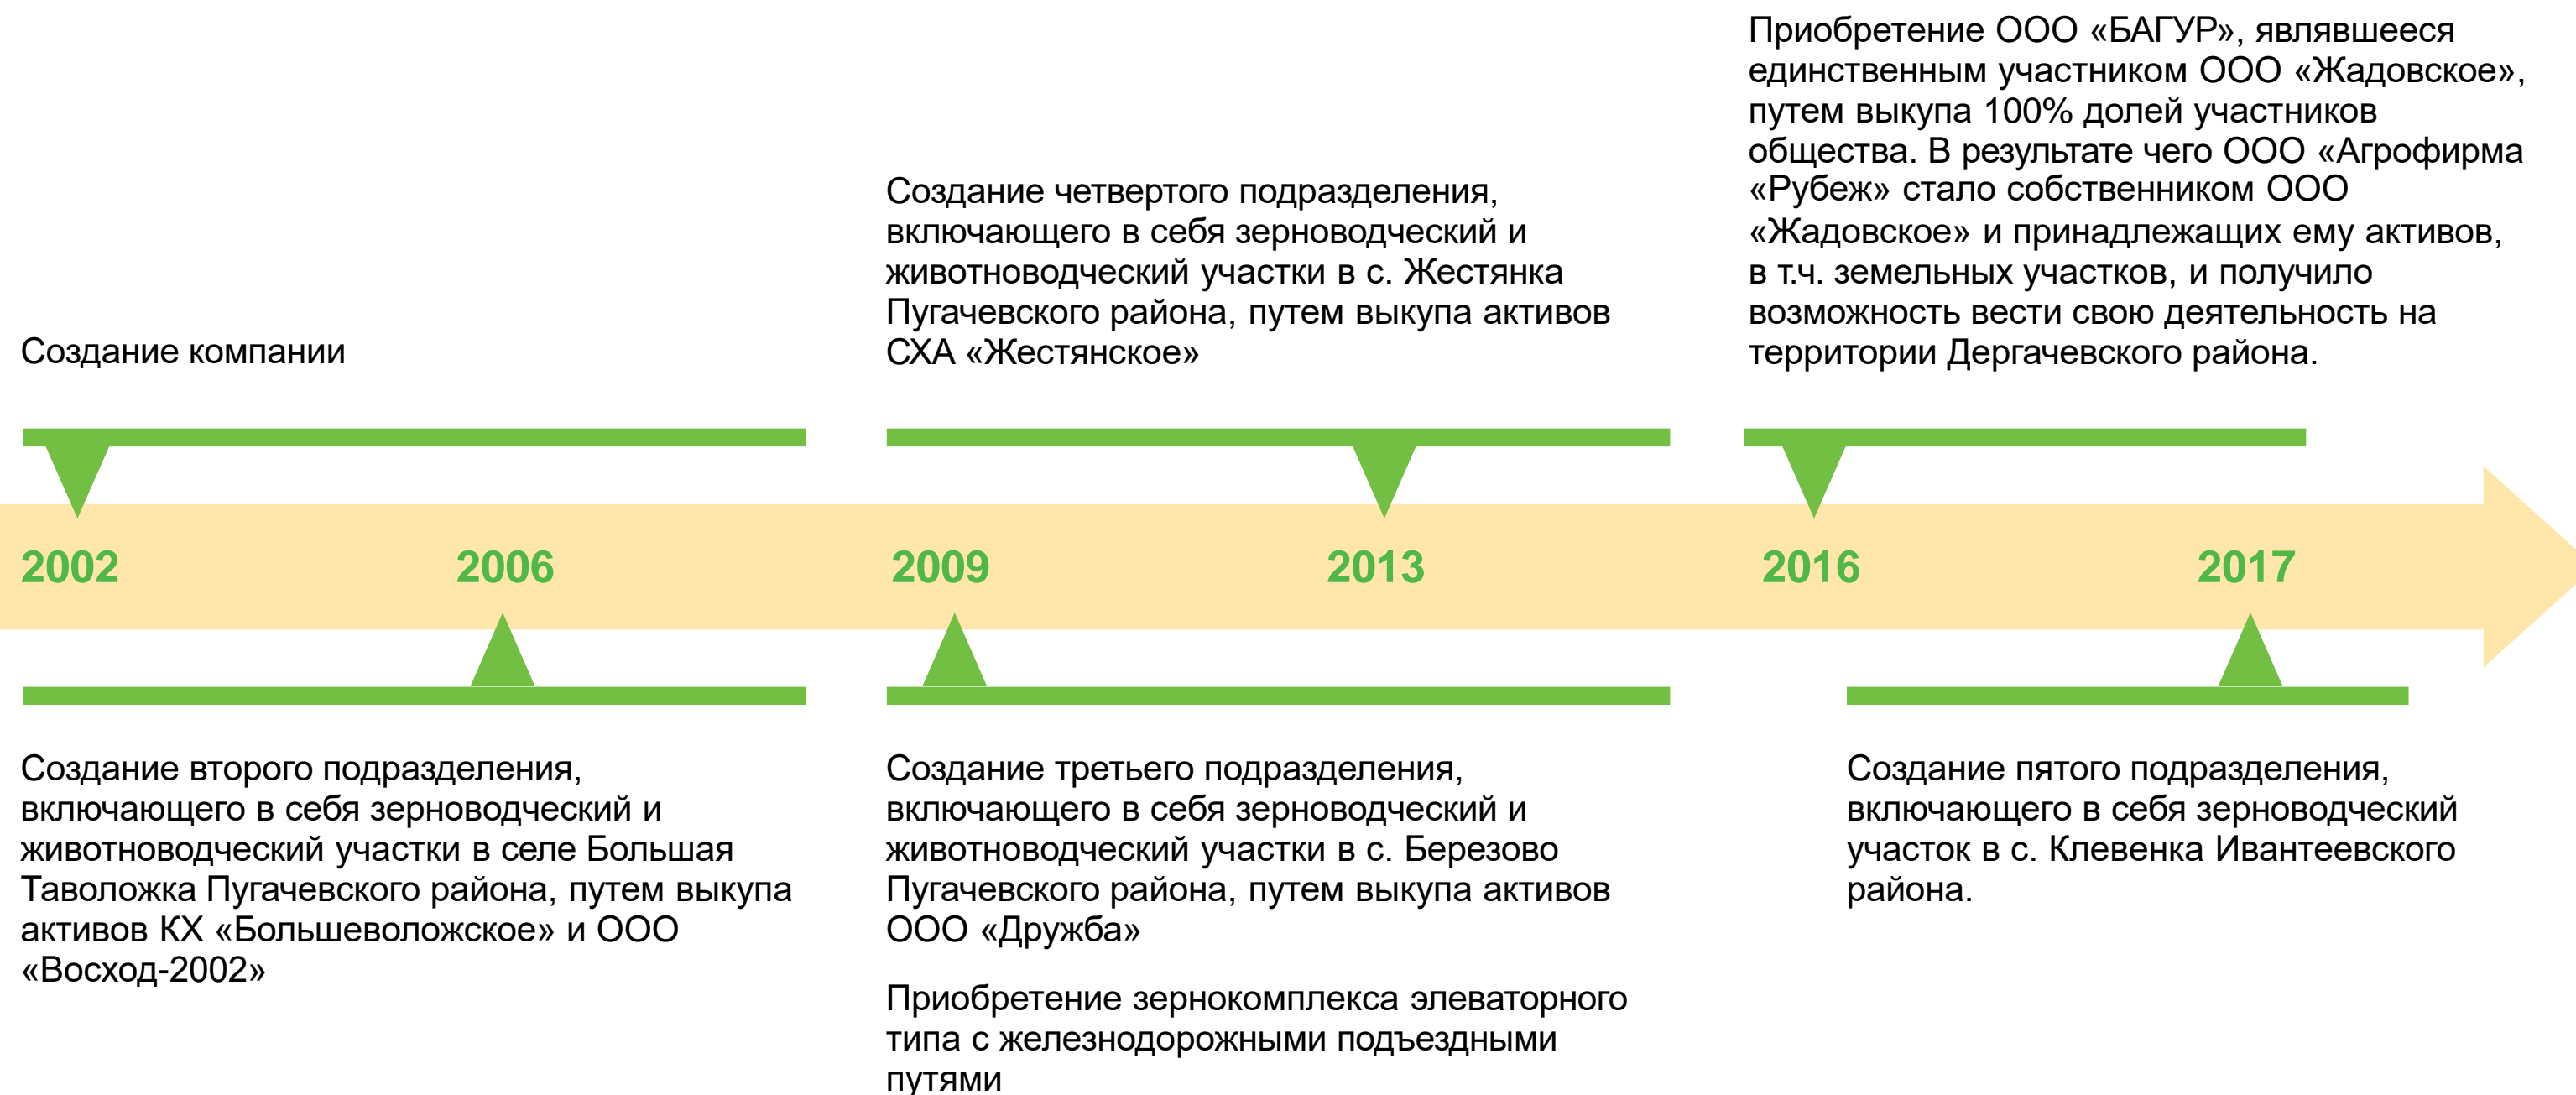 Создание компании
Создание четвертого подразделения,
включающего в себя зерноводческий и
животноводческий участки в с. Жестянка
Пугачевского района, путем выкупа активов
СХА «Жестянское»
Приобретение ООО «БАГУР», являвшееся
единственным участником ООО «Жадовское»,
путем выкупа 100% долей участников
общества. В результате чего ООО «Агрофирма
«Рубеж» стало собственником ООО
«Жадовское» и принадлежащих ему активов,
в т.ч. земельных участков, и получило
возможность вести свою деятельность на
территории Дергачевского района.
2002
2006
2009
2013
2016
2017
Создание второго подразделения,
включающего в себя зерноводческий и
животноводческий участки в селе Большая
Таволожка Пугачевского района, путем выкупа
активов КХ «Большеволожское» и ООО
«Восход-2002»
Создание третьего подразделения,
включающего в себя зерноводческий и
животноводческий участки в с. Березово
Пугачевского района, путем выкупа активов
ООО «Дружба»
Приобретение зернокомплекса элеваторного
типа с железнодорожными подъездными
путями
Создание пятого подразделения,
включающего в себя зерноводческий
участок в с. Клевенка Ивантеевского
района.